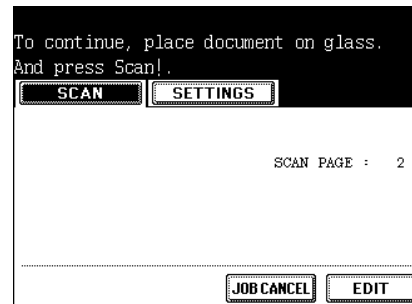 To continue, place document on glass.
And press Scan!.
SCAN SETTINGS
SCAN PAGE : 2
JOB CANCEL EDIT